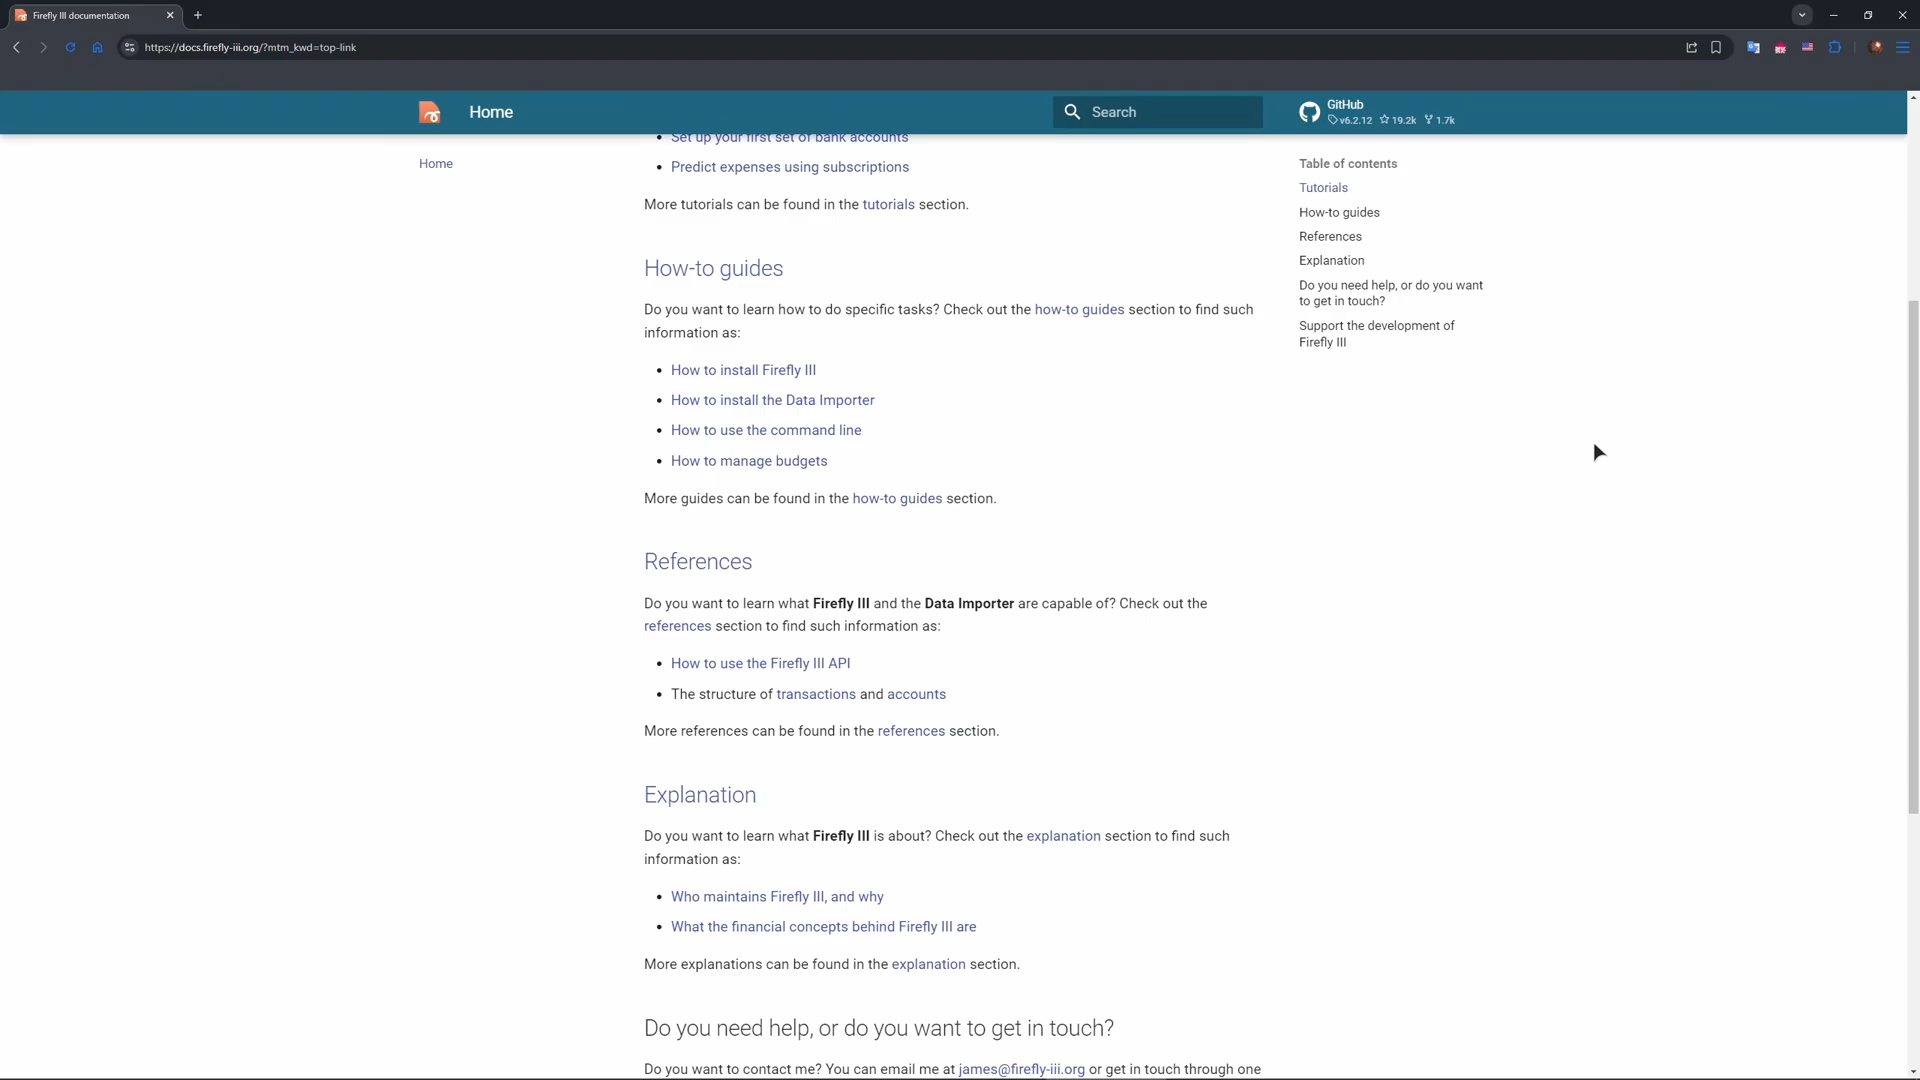 Firefly III documentation
https://docs.firefly-iii.org/?mtm_kwd=top-link
Home
Search
GitHub
v6.2.12 19.2k 1.7k
Home
Set up your first set of bank accounts
Predict expenses using subscriptions
More tutorials can be found in the tutorials section.
How-to guides
Do you want to learn how to do specific tasks? Check out the how-to guides section to find such
information as:
How to install Firefly III
How to install the Data Importer
How to use the command line
How to manage budgets
More guides can be found in the how-to guides section.
References
Do you want to learn what Firefly III and the Data Importer are capable of? Check out the
references section to find such information as:
How to use the Firefly III API
The structure of transactions and accounts
More references can be found in the references section.
Explanation
Do you want to learn what Firefly III is about? Check out the explanation section to find such
information as:
Who maintains Firefly III, and why
What the financial concepts behind Firefly III are
More explanations can be found in the explanation section.
Do you need help, or do you want to get in touch?
Do you want to contact me? You can email me at james@firefly-iii.org or get in touch through one
Table of contents
Tutorials
How-to guides
References
Explanation
Do you need help, or do you want
to get in touch?
Support the development of
Firefly III